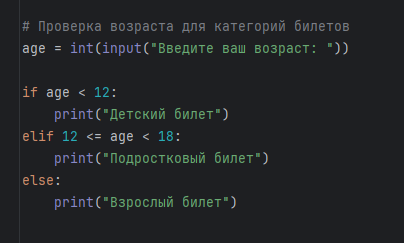 # Проверка возраста для категорий билетов
age = int(input("Введите ваш возраст: "))
if age < 12:
    print("Детский билет")
elif 12 <= age < 18:
    print("Подростковый билет")
else:
    print("Взрослый билет")